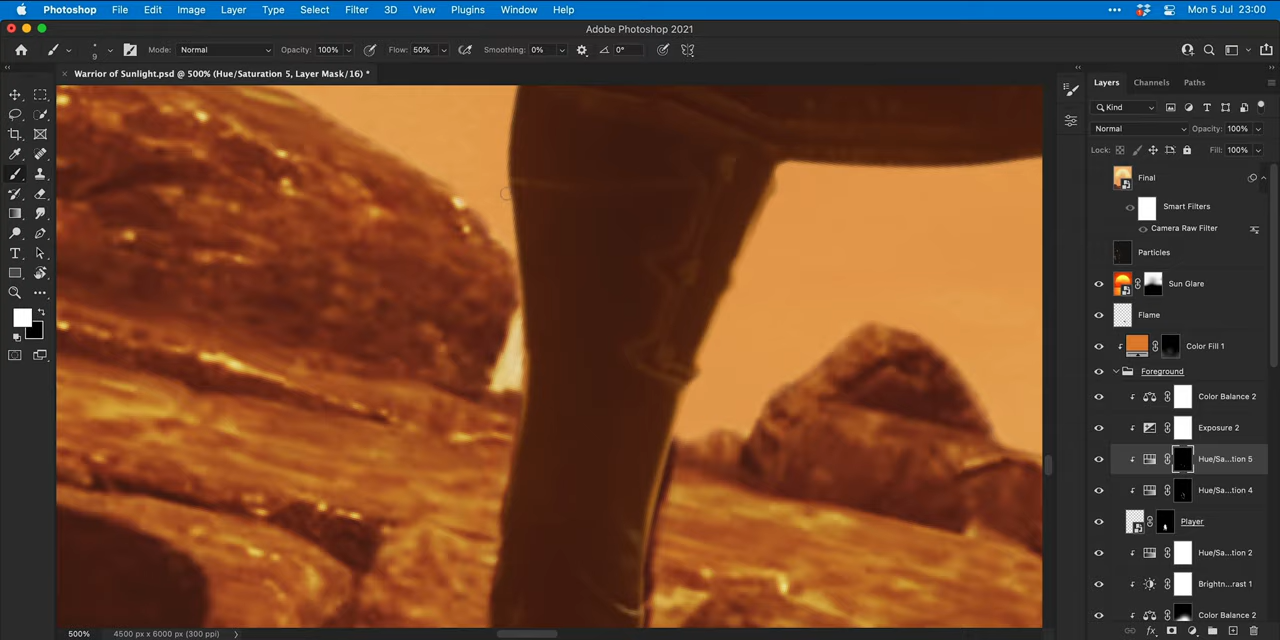 Photoshop File Edit Image Layer Type Select Filter 3D View Plugins Window Help Mon 5 Jul 23:00
Adobe Photoshop 2021
9 Mode: Normal Opacity: 100% Flow: 50% Smoothing: 0% 0°
Warrior of Sunlight.psd @ 500% (Hue/Saturation 5, Layer Mask/16) *
Layers Channels Paths
Kind
Normal Opacity: 100%
Lock: Fill: 100%
Final
Smart Filters
Camera Raw Filter
Particles
Sun Glare
Flame
Color Fill 1
Foreground
Color Balance 2
Exposure 2
Hue/Sa...tion 5
Hue/Sa...tion 4
Player
Hue/Sa...tion 2
Brightn...rast 1
Color Balance 2
500% 4500 px x 6000 px (300 ppi)